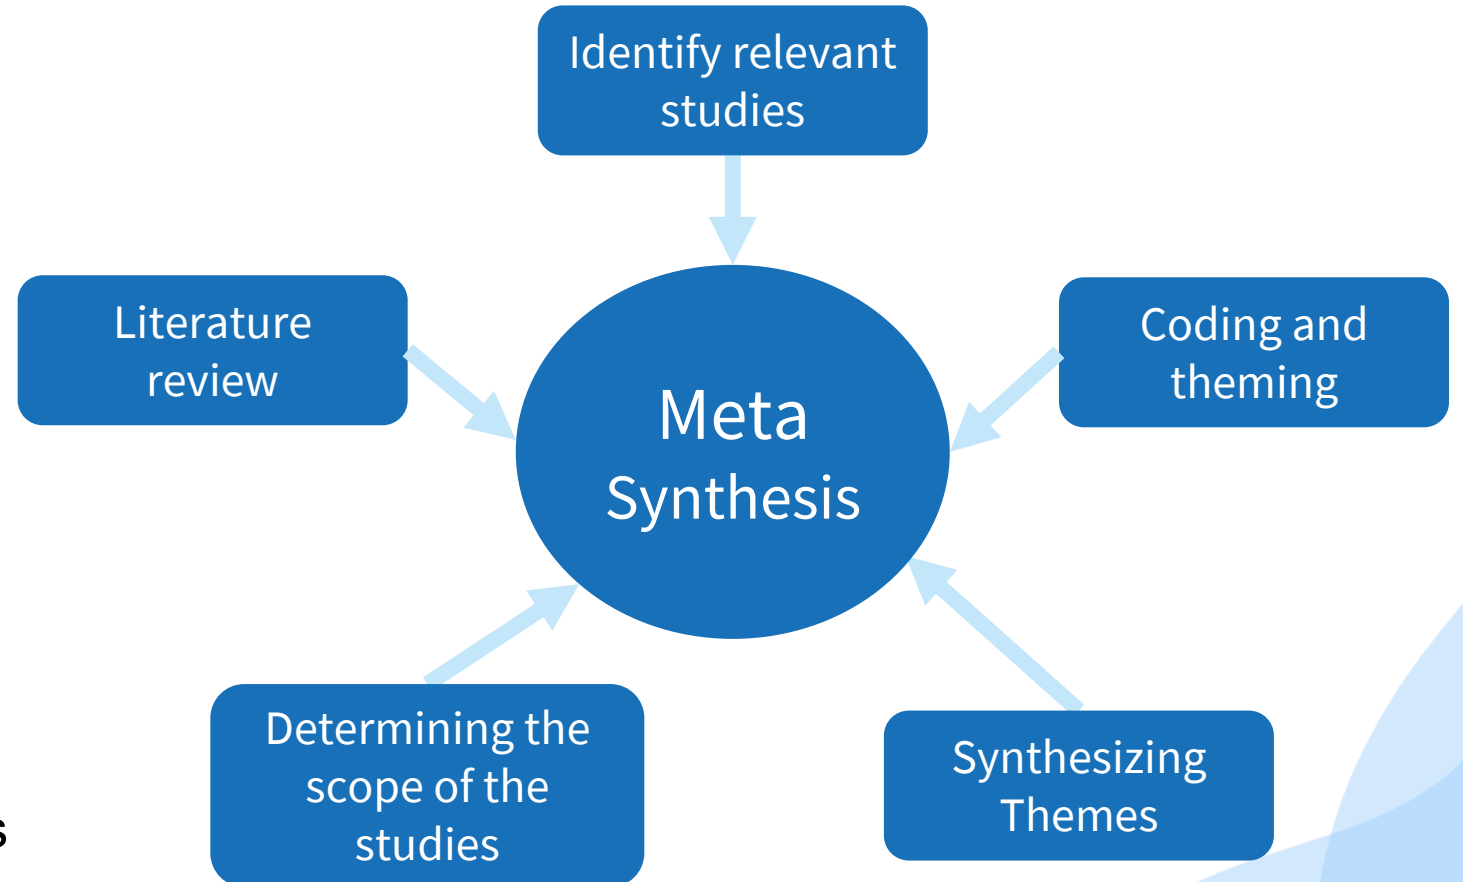 Identify relevant
studies
Literature
review
Coding and
theming
Meta
Synthesis
Determining the
scope of the
studies
Synthesizing
Themes
s